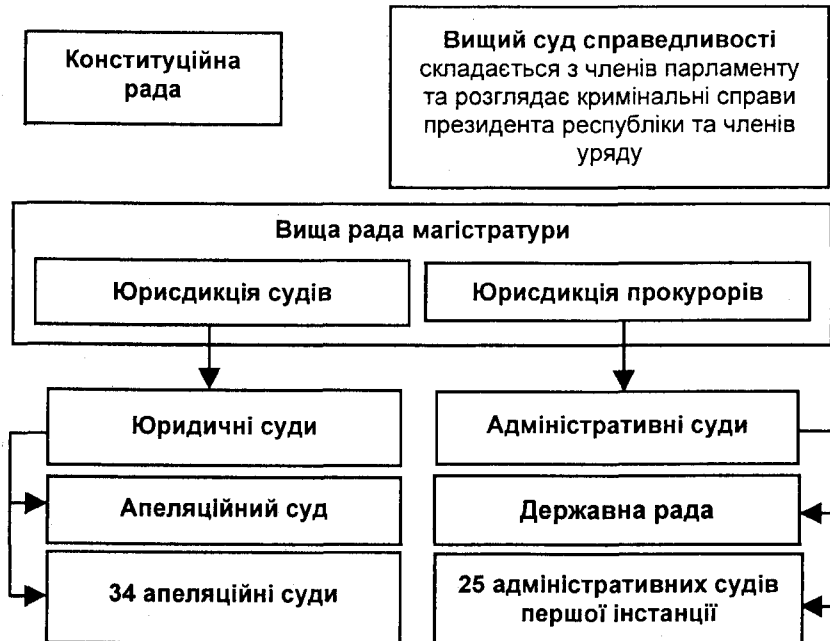 Конституційна
рада
Вищий суд справедливості
складається з членів парламенту
та розглядає кримінальні справи
президента республіки та членів
уряду
Вища рада магістратури
Юрисдикція судів
Юрисдикція прокурорів
Юридичні суди
Адміністративні суди
Апеляційний суд
Державна рада
34 апеляційні суди
25 адміністративних судів
першої інстанції